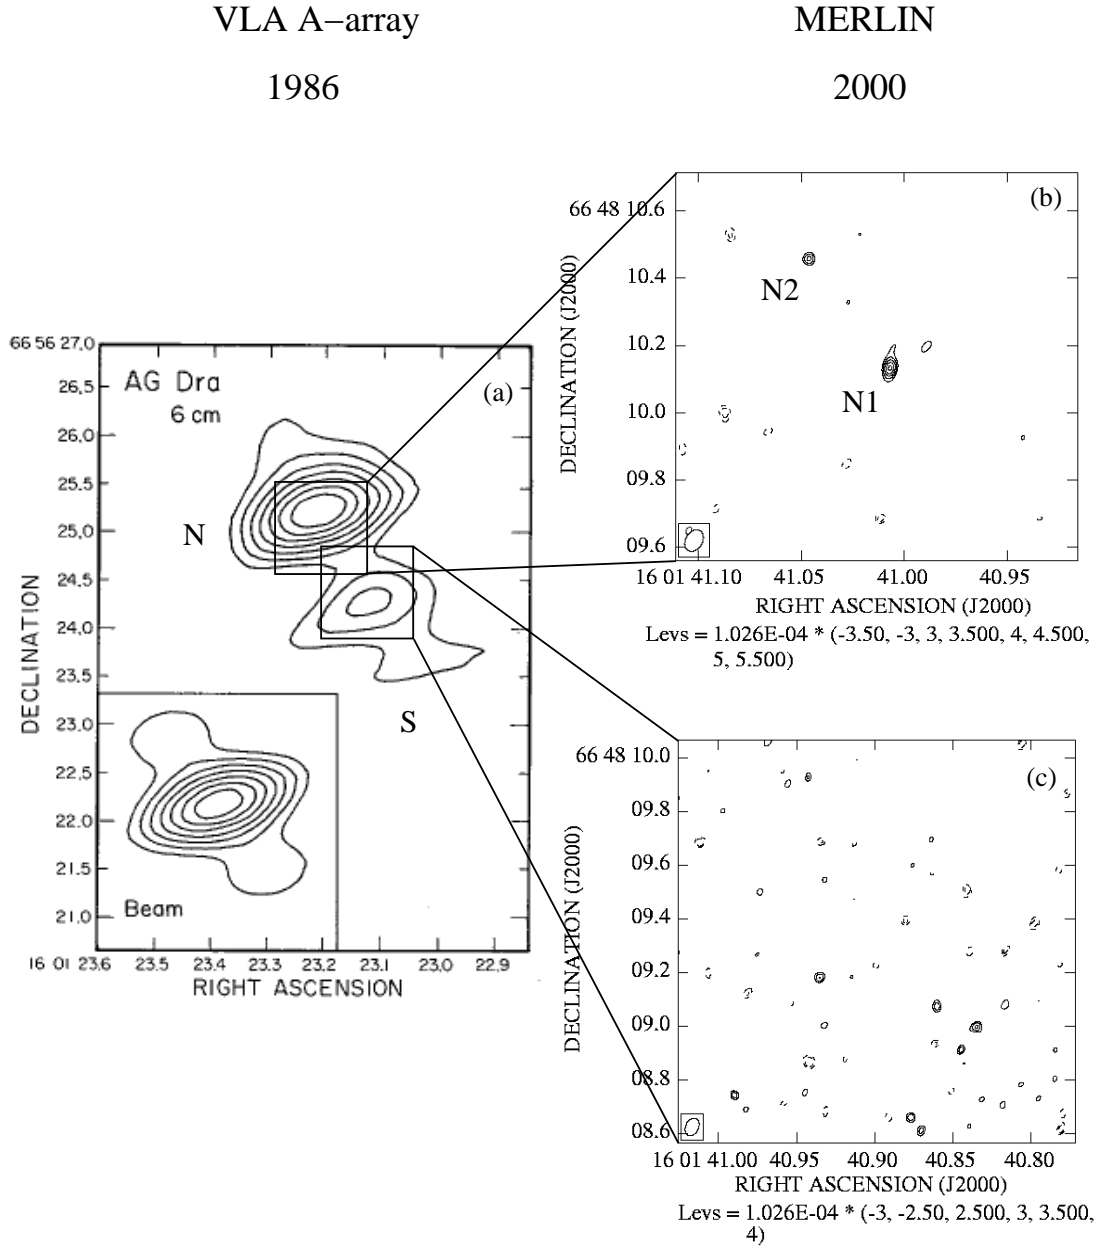 VLA A−array
MERLIN
1986
2000
66 56 27.0
26.5
26.0
25.5
25.0
24.5
24.0
23.5
23.0
22.5
22.0
21.5
21.0
DECLINATION
AG Dra
6 cm
(a)
N
S
Beam
16 01 23.6
23.5
23.4
23.3
23.2
23.1
23.0
22.9
RIGHT ASCENSION
(b)
66 48 10.6
10.4
10.2
10.0
09.8
09.6
DECLINATION (J2000)
N2
N1
16 01 41.10
41.05
41.00
40.95
RIGHT ASCENSION (J2000)
Levs = 1.026E-04 * (-3.50, -3, 3, 3.500, 4, 4.500,
5, 5.500)
(c)
66 48 10.0
09.8
09.6
09.4
09.2
09.0
08.8
08.6
DECLINATION (J2000)
16 01 41.00
40.95
40.90
40.85
40.80
RIGHT ASCENSION (J2000)
Levs = 1.026E-04 * (-3, -2.50, 2.500, 3, 3.500,
4)